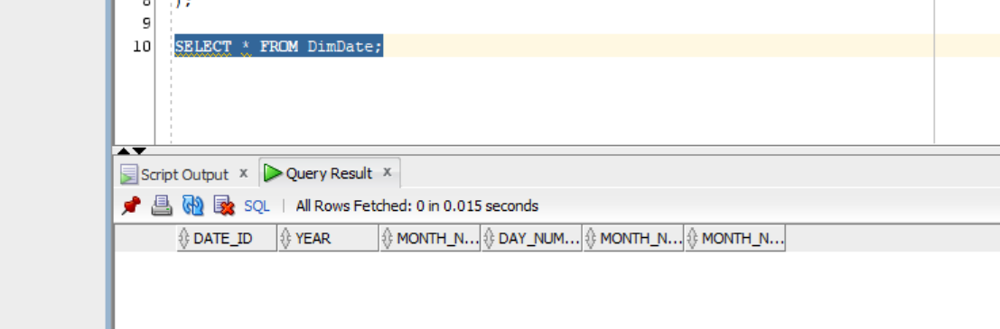 9
10 SELECT * FROM DimDate;
Script Output x Query Result x
SQL | All Rows Fetched: 0 in 0.015 seconds
DATE_ID YEAR MONTH_N... DAY_NUM... MONTH_N... MONTH_N...